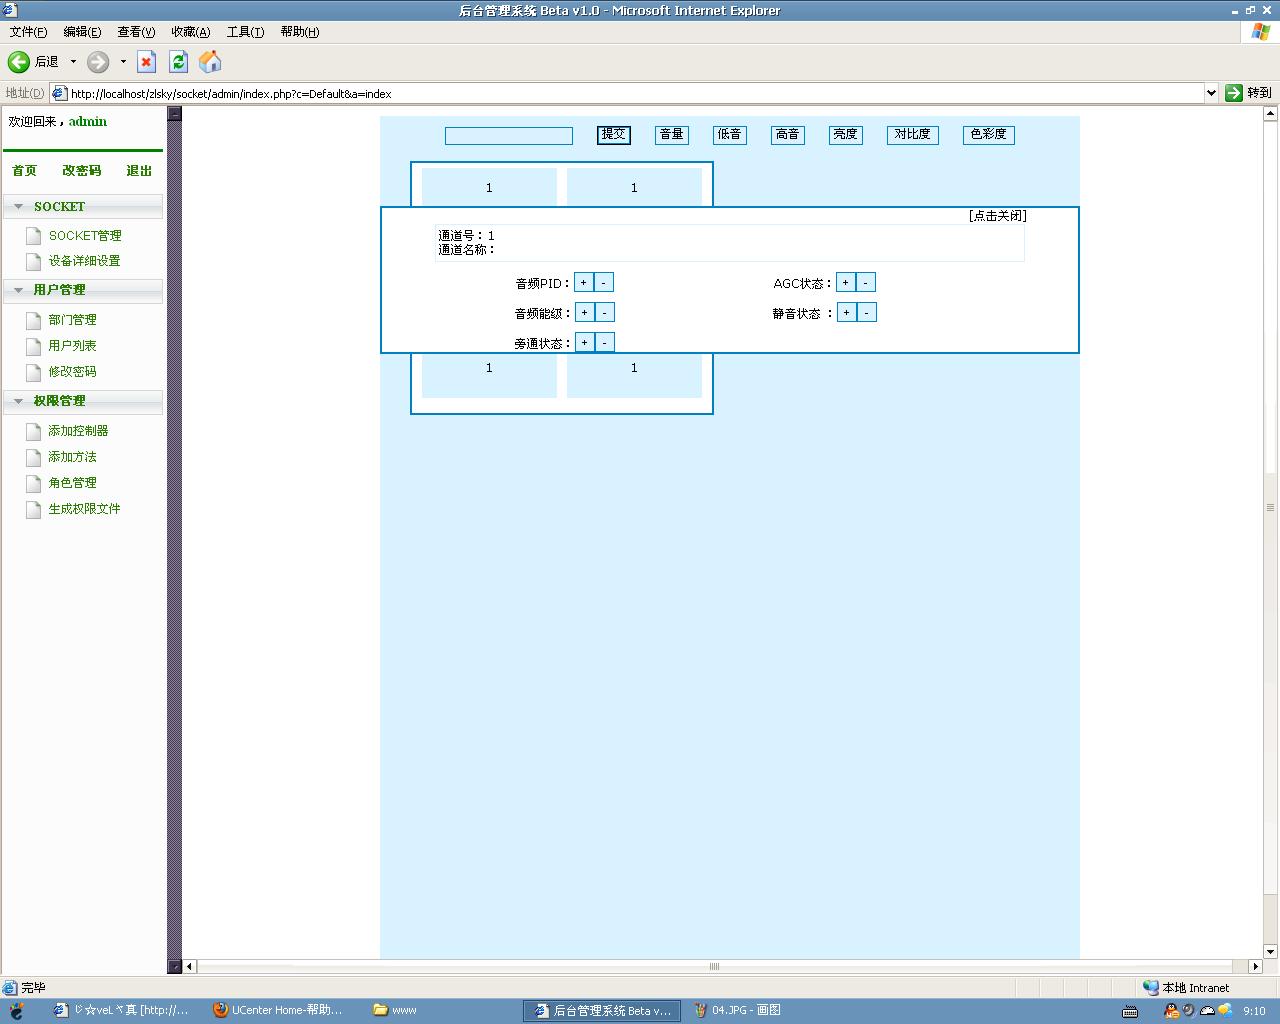 后台管理系统 Beta v1.0 - Microsoft Internet Explorer
文件(F) 编辑(E) 查看(V) 收藏(A) 工具(T) 帮助(H)
后退
地址(D) http://localhost/zlsky/socket/admin/index.php?c=Default&a=index 转到
欢迎回来，admin
首页 改密码 退出
SOCKET
SOCKET管理
设备详细设置
用户管理
部门管理
用户列表
修改密码
权限管理
添加控制器
添加方法
角色管理
生成权限文件
提交 音量 低音 高音 亮度 对比度 色彩度
1 1
[点击关闭]
通道号：1
通道名称：
音频PID：+ - AGC状态：+ -
音频能级：+ - 静音状态 ：+ -
旁通状态：+ -
1 1
完毕 本地 Intranet
UCenter Home-帮助... www 后台管理系统 Beta v... 04.JPG - 画图 9:10